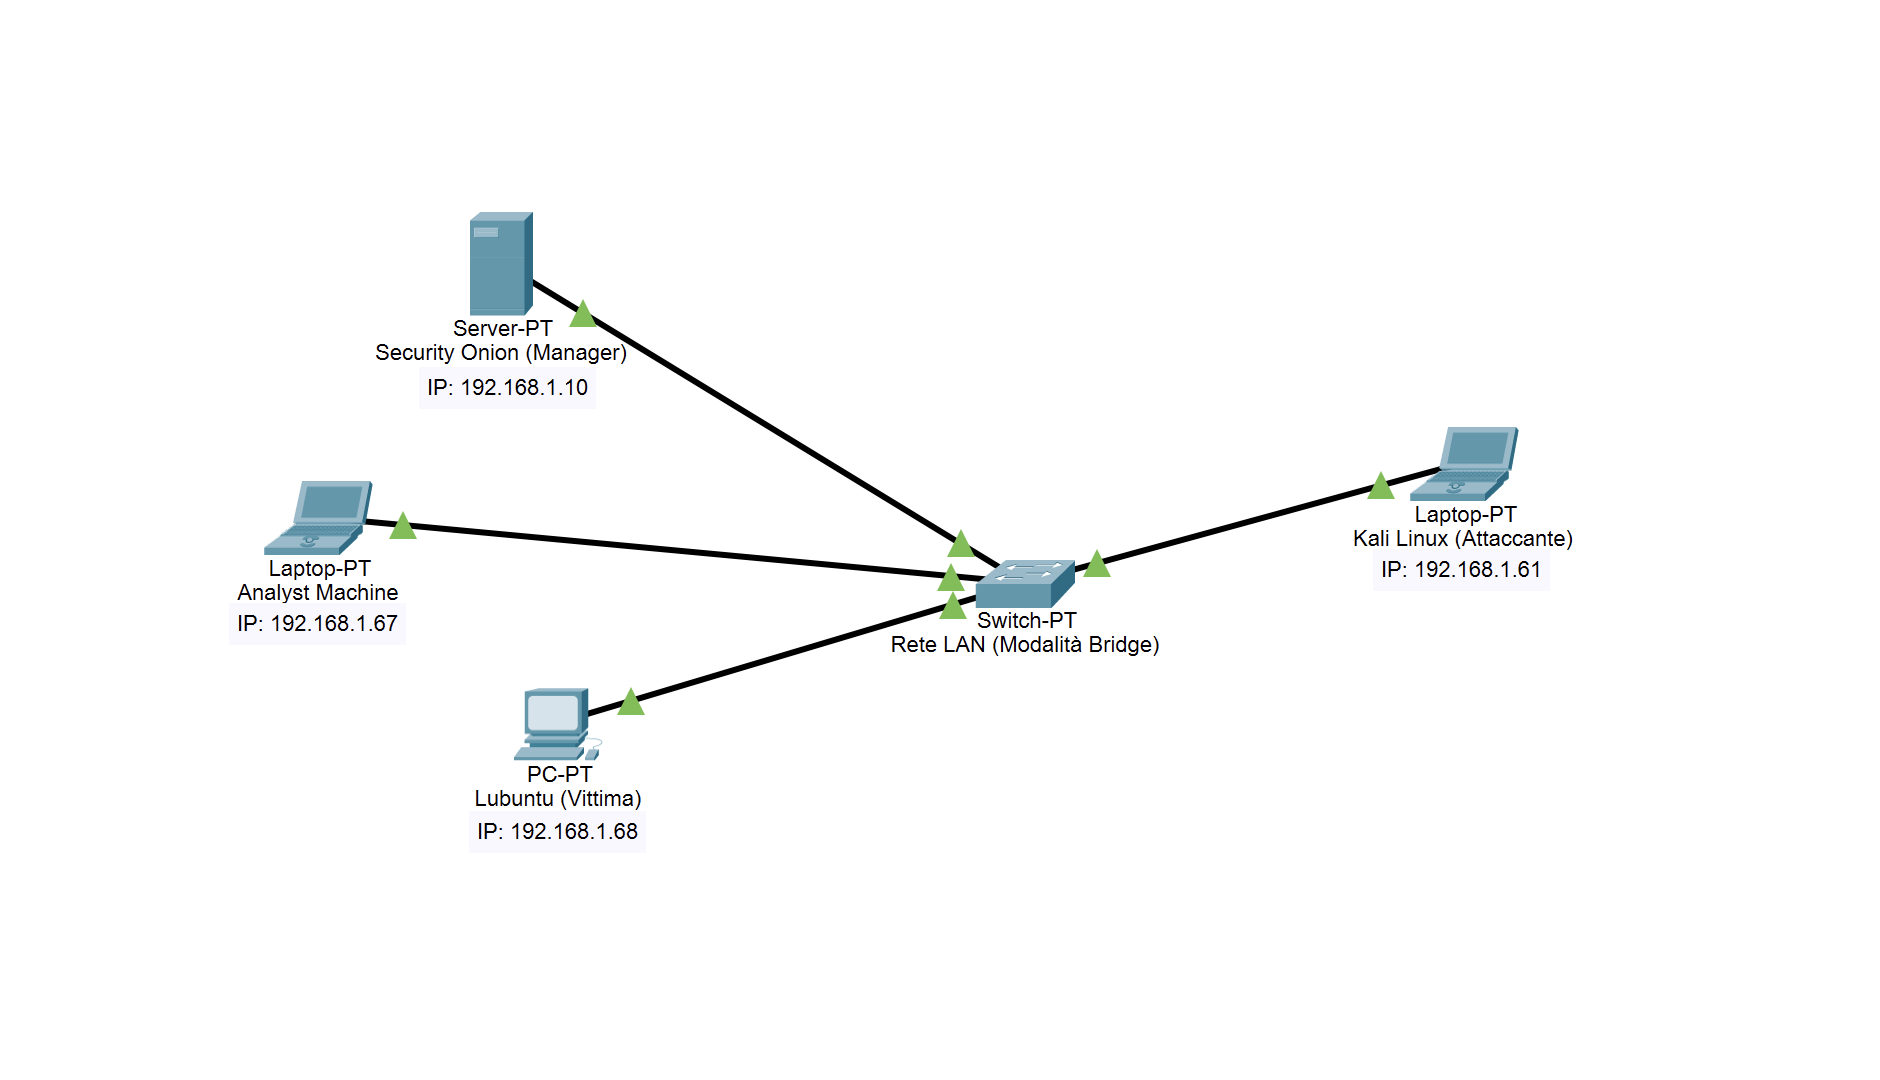 Server-PT
Security Onion (Manager)
IP: 192.168.1.10
Laptop-PT
Analyst Machine
IP: 192.168.1.67
PC-PT
Lubuntu (Vittima)
IP: 192.168.1.68
Switch-PT
Rete LAN (Modalità Bridge)
Laptop-PT
Kali Linux (Attaccante)
IP: 192.168.1.61